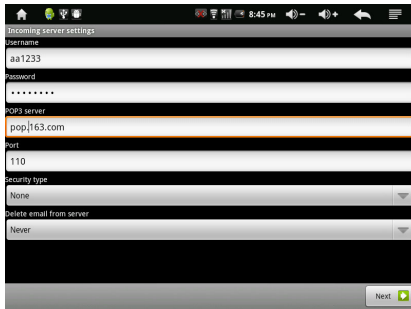 8:45 PM
Incoming server settings
Username
aa1233
Password
••••••••
POP3 server
pop.163.com
Port
110
Security type
None
Delete email from server
Never
Next